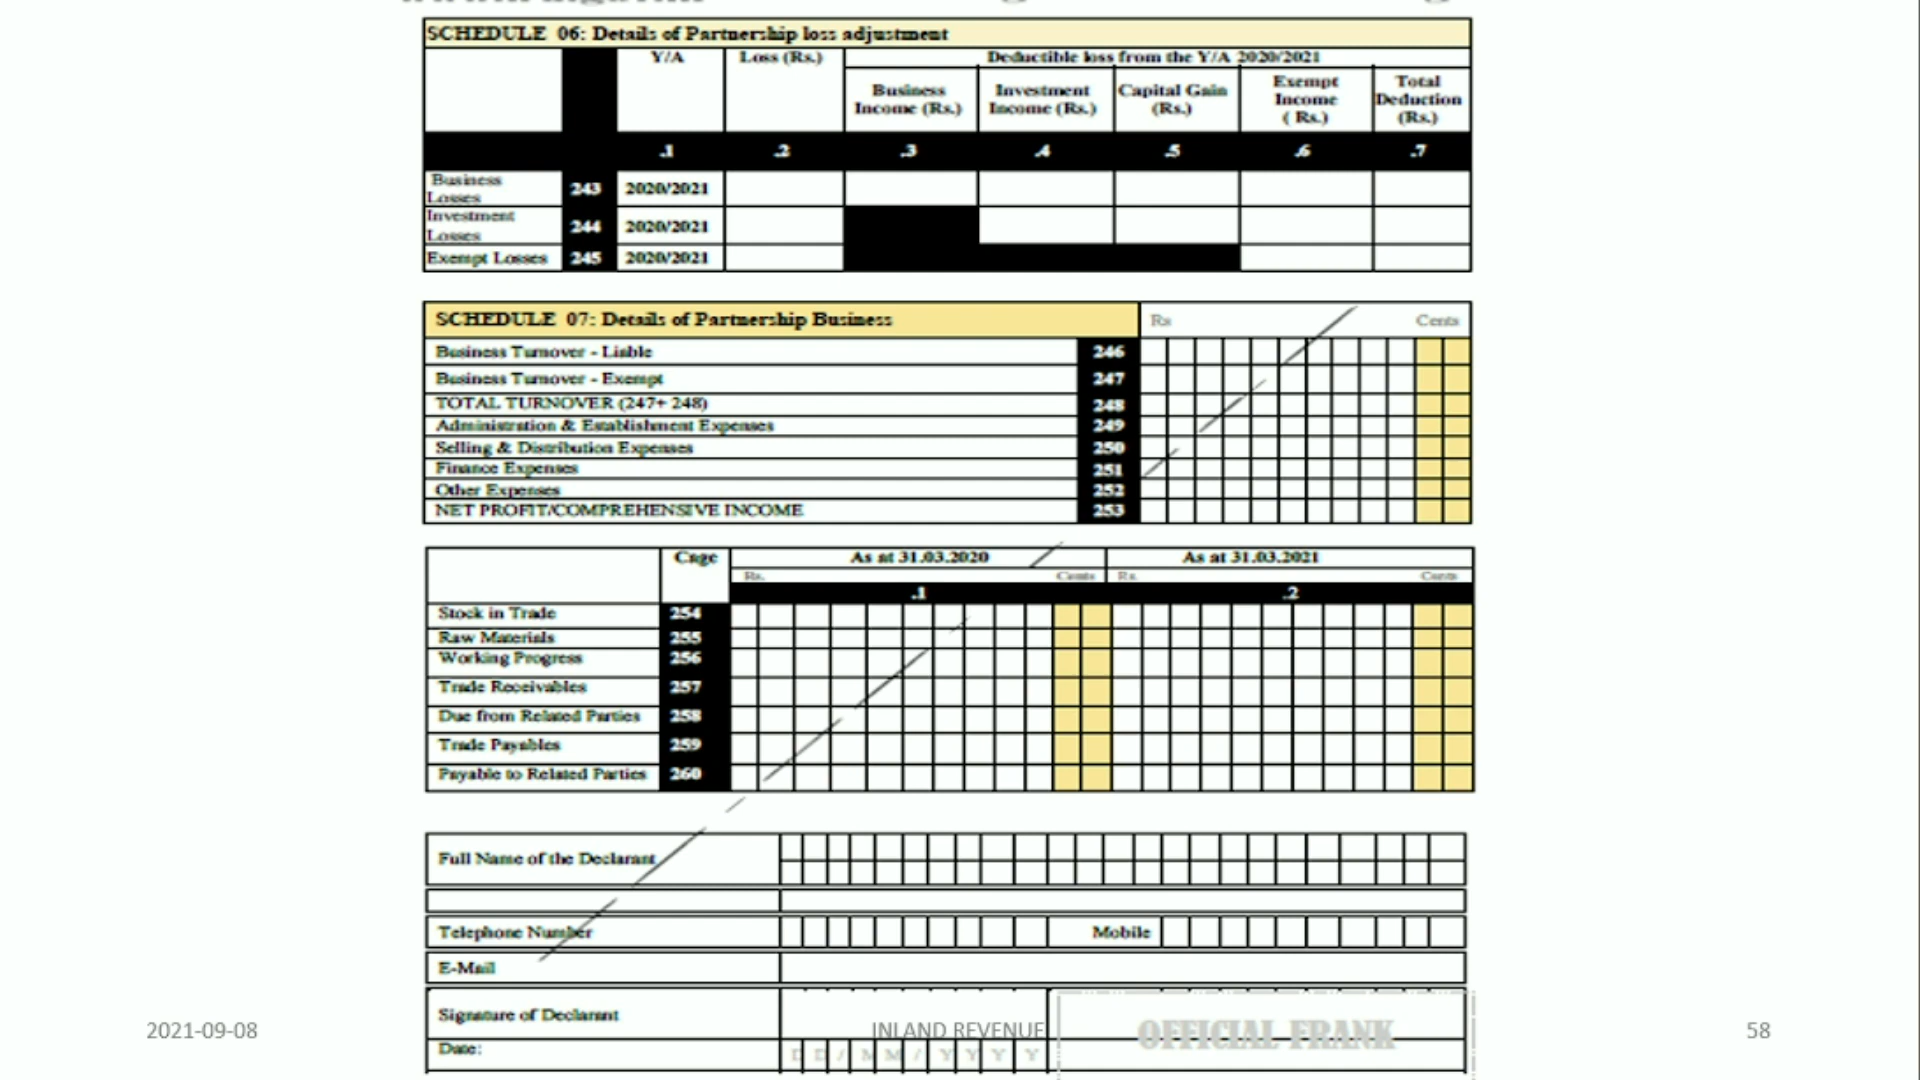 SCHEDULE 06: Details of Partnership loss adjustment
Y/A Loss (Rs.) Deductible loss from the Y/A 2020/2021
Business Income (Rs.) Investment Income (Rs.) Capital Gain (Rs.) Exempt Income ( Rs.) Total Deduction (Rs.)
.1 .2 .3 .4 .5 .6 .7
Business Losses 243 2020/2021
Investment Losses 244 2020/2021
Exempt Losses 245 2020/2021
SCHEDULE 07: Details of Partnership Business Rs Cents
Business Turnover - Liable 246
Business Turnover - Exempt 247
TOTAL TURNOVER (247+ 248) 248
Administration & Establishment Expenses 249
Selling & Distribution Expenses 250
Finance Expenses 251
Other Expenses 252
NET PROFIT/COMPREHENSIVE INCOME 253
Cage As at 31.03.2020 As at 31.03.2021
Rs. Cents Rs. Cents
.1 .2
Stock in Trade 254
Raw Materials 255
Working Progress 256
Trade Receivables 257
Due from Related Parties 258
Trade Payables 259
Payable to Related Parties 260
Full Name of the Declarant
Telephone Number Mobile
E-Mail
Signature of Declarant
2021-09-08 INLAND REVENUE OFFICIAL FRANK 58
Date: D D / M M / Y Y Y Y